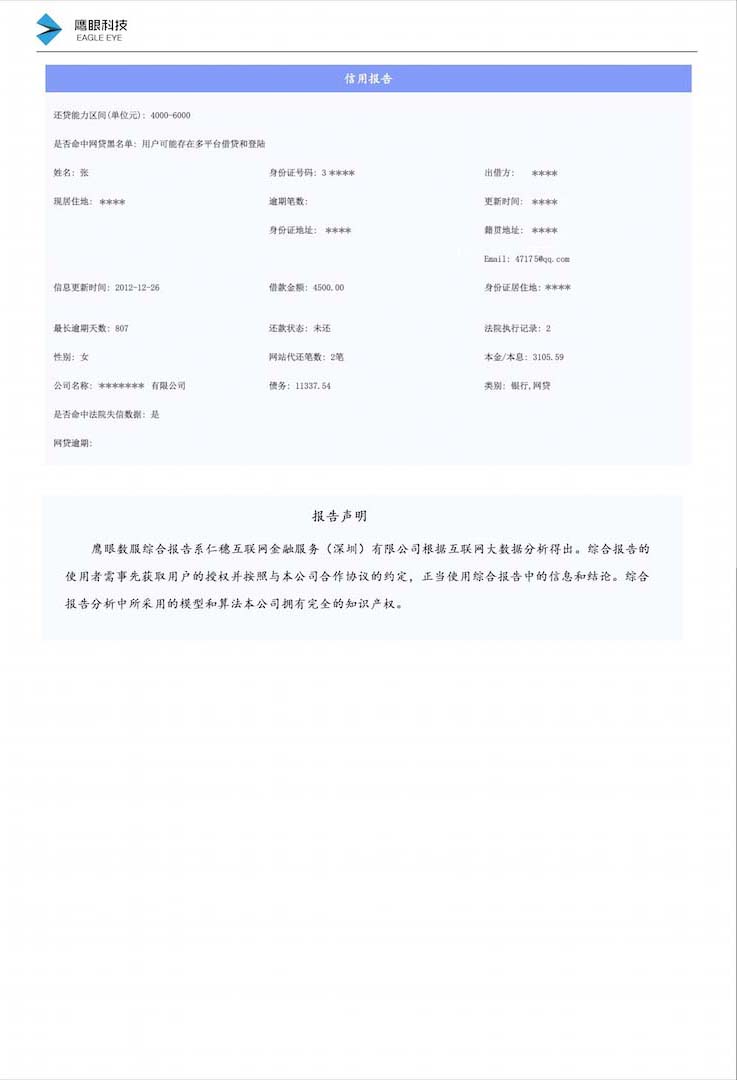 鹰眼科技
EAGLE EYE
信用报告
还贷能力区间(单位元): 4000-6000
是否命中网贷黑名单: 用户可能存在多平台借贷和登陆
姓名: 张 身份证号码: 3 **** 出借方: ****
现居住地: **** 逾期笔数: 更新时间: ****
身份证地址: **** 籍贯地址: ****
Email: 47175@qq.com
信息更新时间: 2012-12-26 借款金额: 4500.00 身份证居住地: ****
最长逾期天数: 807 还款状态: 未还 法院执行记录: 2
性别: 女 网站代还笔数: 2笔 本金/本息: 3105.59
公司名称: ******* 有限公司 债务: 11337.54 类别: 银行,网贷
是否命中法院失信数据: 是
网贷逾期:
报告声明
鹰眼数服综合报告系仁穗互联网金融服务（深圳）有限公司根据互联网大数据分析得出。综合报告的
使用者需事先获取用户的授权并按照与本公司合作协议的约定，正当使用综合报告中的信息和结论。综合
报告分析中所采用的模型和算法本公司拥有完全的知识产权。